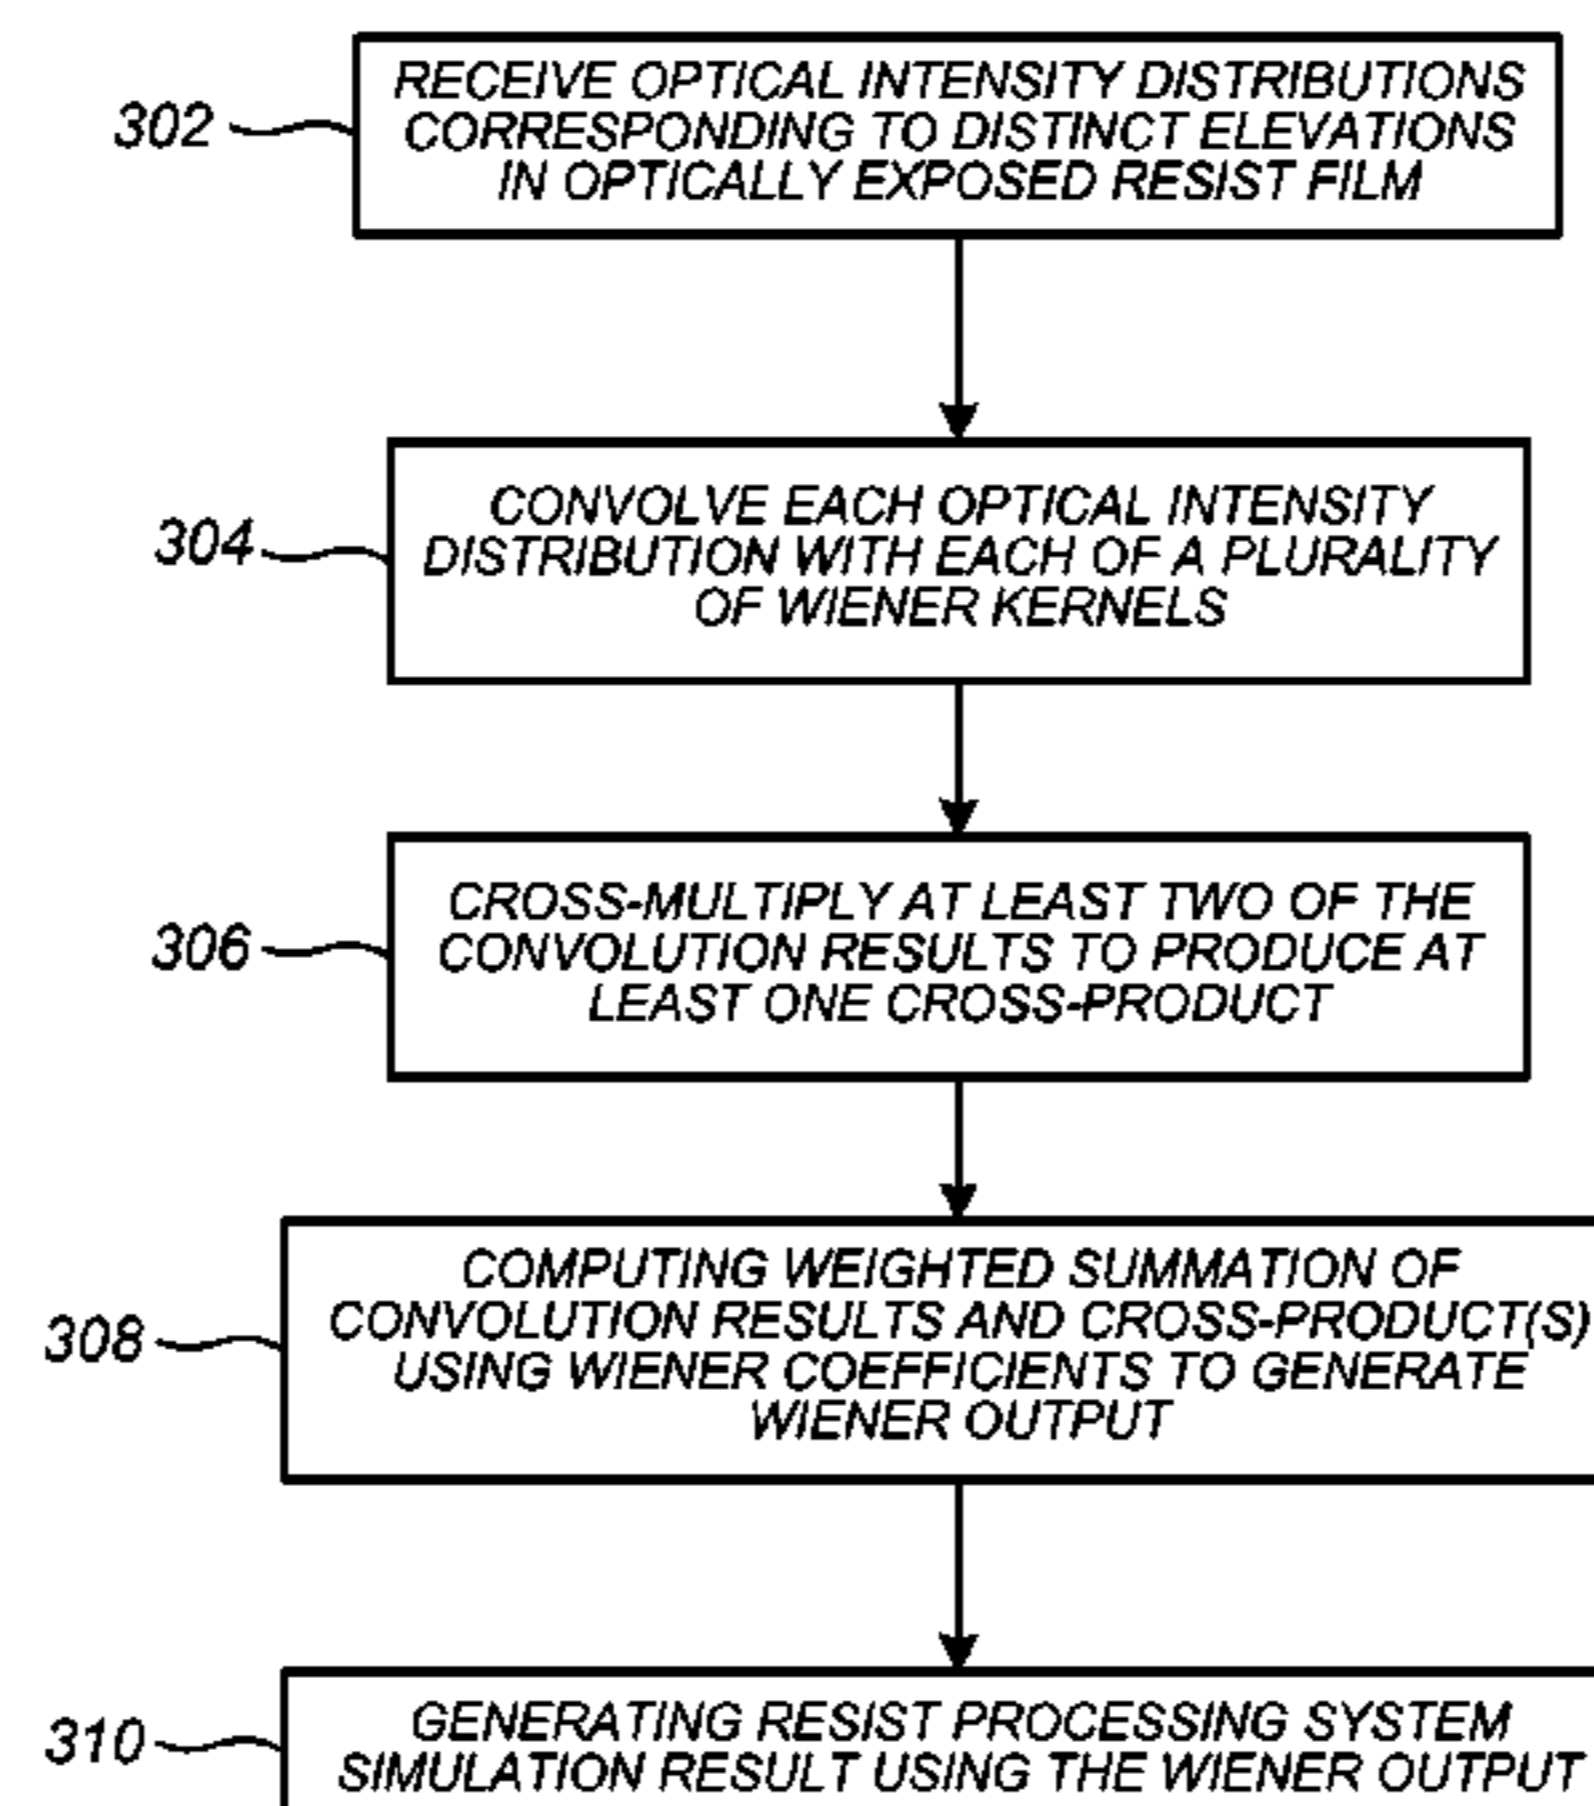 302
RECEIVE OPTICAL INTENSITY DISTRIBUTIONS
CORRESPONDING TO DISTINCT ELEVATIONS
IN OPTICALLY EXPOSED RESIST FILM
304
CONVOLVE EACH OPTICAL INTENSITY
DISTRIBUTION WITH EACH OF A PLURALITY
OF WIENER KERNELS
306
CROSS-MULTIPLY AT LEAST TWO OF THE
CONVOLUTION RESULTS TO PRODUCE AT
LEAST ONE CROSS-PRODUCT
308
COMPUTING WEIGHTED SUMMATION OF
CONVOLUTION RESULTS AND CROSS-PRODUCT(S)
USING WIENER COEFFICIENTS TO GENERATE
WIENER OUTPUT
310
GENERATING RESIST PROCESSING SYSTEM
SIMULATION RESULT USING THE WIENER OUTPUT